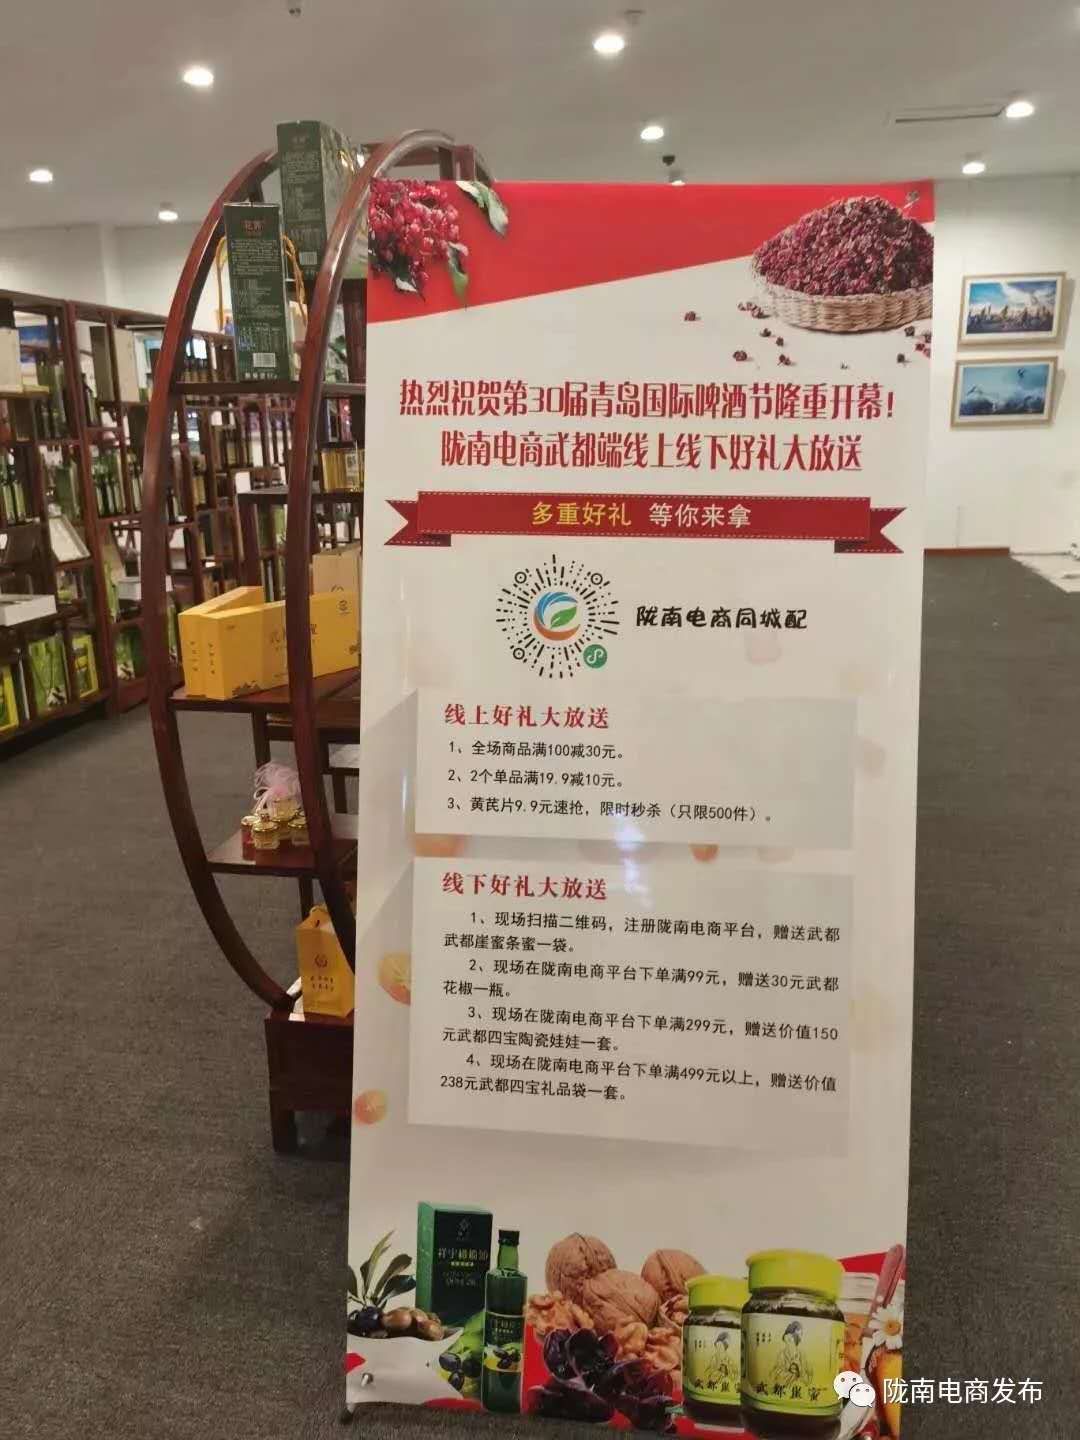 热烈祝贺第30届青岛国际啤酒节隆重开幕!
陇南电商武都端线上线下好礼大放送
多重好礼 等你来拿
陇南电商同城配
线上好礼大放送
1、全场商品满100减30元。
2、2个单品满19.9减10元。
3、黄芪片9.9元速抢，限时秒杀（只限500件）。
线下好礼大放送
1、现场扫描二维码，注册陇南电商平台，赠送武都
武都崖蜜条蜜一袋。
2、现场在陇南电商平台下单满99元，赠送30元武都
花椒一瓶。
3、现场在陇南电商平台下单满299元，赠送价值150
元武都四宝陶瓷娃娃一套。
4、现场在陇南电商平台下单满499元以上，赠送价值
238元武都四宝礼品袋一套。
祥宇橄榄油
OLIVE OIL
武都崖蜜
武都崖蜜
陇南电商发布